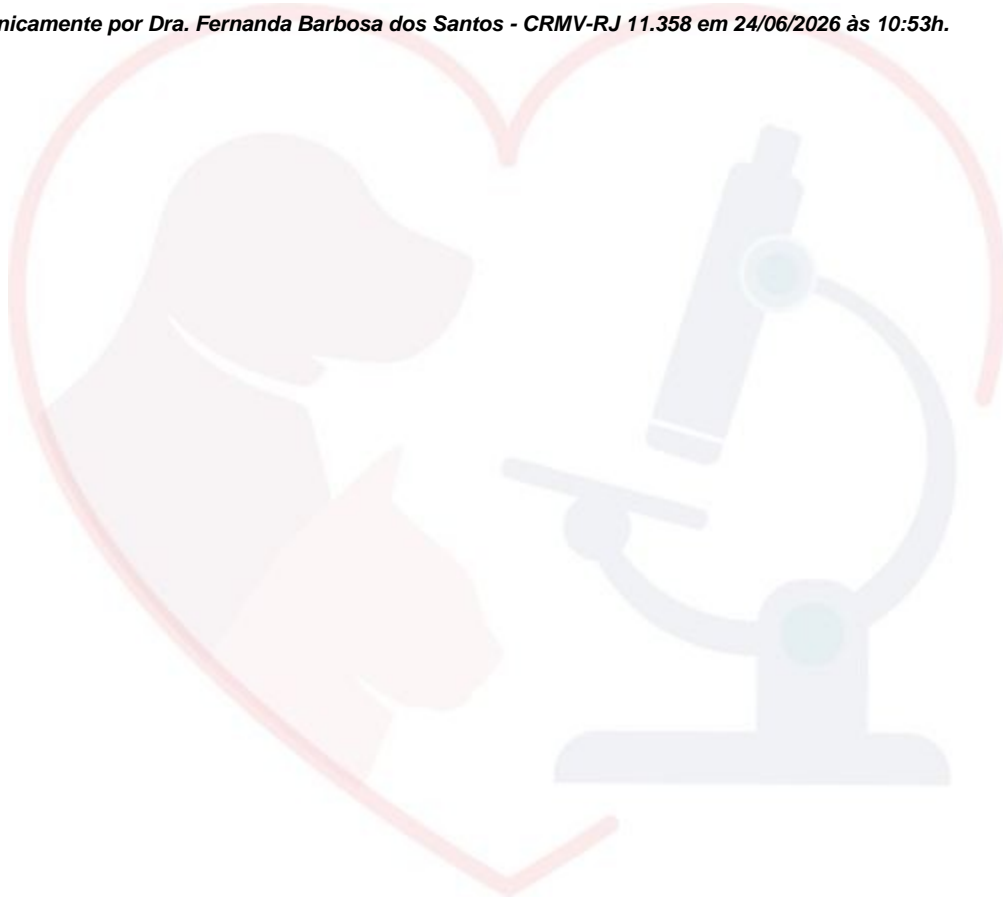 nicamente por Dra. Fernanda Barbosa dos Santos - CRMV-RJ 11.358 em 24/06/2026 às 10:53h.